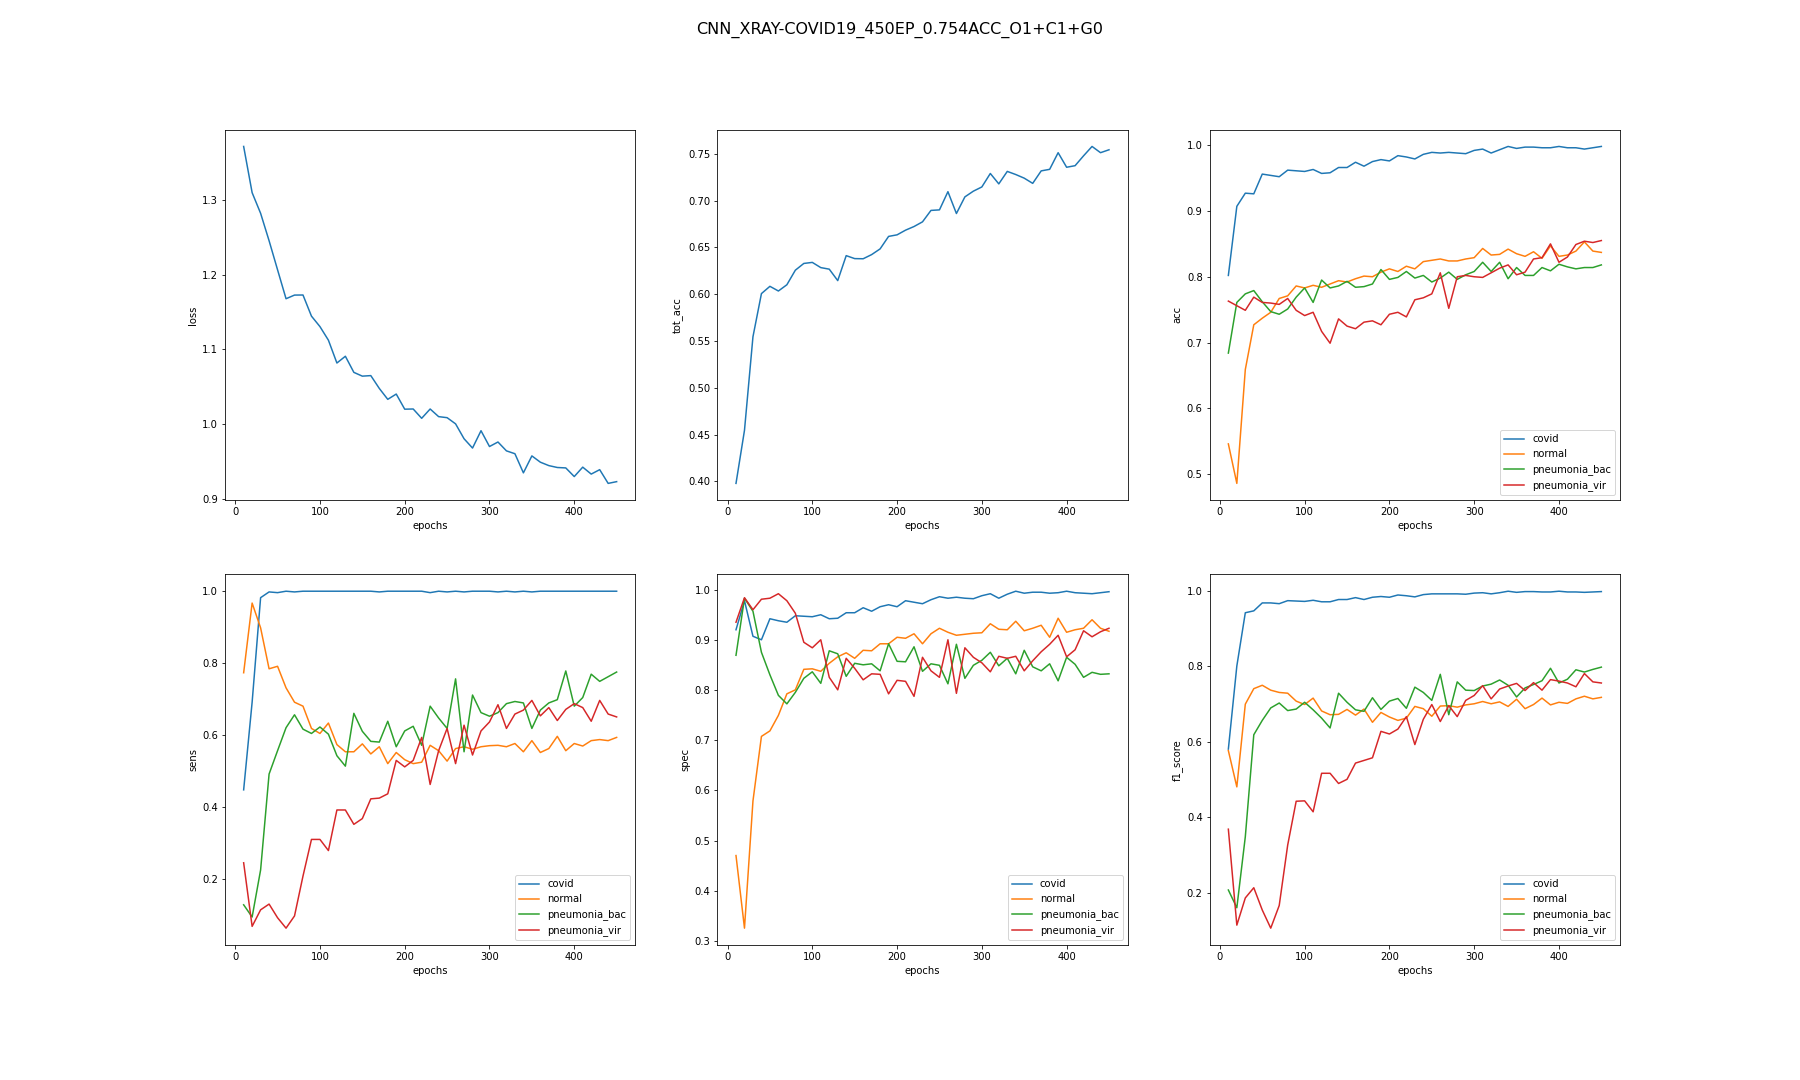 CNN_XRAY-COVID19_450EP_0.754ACC_O1+C1+G0
1.3
1.2
1.1
1.0
0.9
loss
0 100 200 300 400
epochs
0.75
0.70
0.65
0.60
0.55
0.50
0.45
0.40
tot_acc
0 100 200 300 400
epochs
1.0
0.9
0.8
0.7
0.6
0.5
acc
covid
normal
pneumonia_bac
pneumonia_vir
0 100 200 300 400
epochs
1.0
0.8
0.6
0.4
0.2
sens
covid
normal
pneumonia_bac
pneumonia_vir
0 100 200 300 400
epochs
1.0
0.9
0.8
0.7
0.6
0.5
0.4
0.3
spec
covid
normal
pneumonia_bac
pneumonia_vir
0 100 200 300 400
epochs
1.0
0.8
0.6
0.4
0.2
f1_score
covid
normal
pneumonia_bac
pneumonia_vir
0 100 200 300 400
epochs